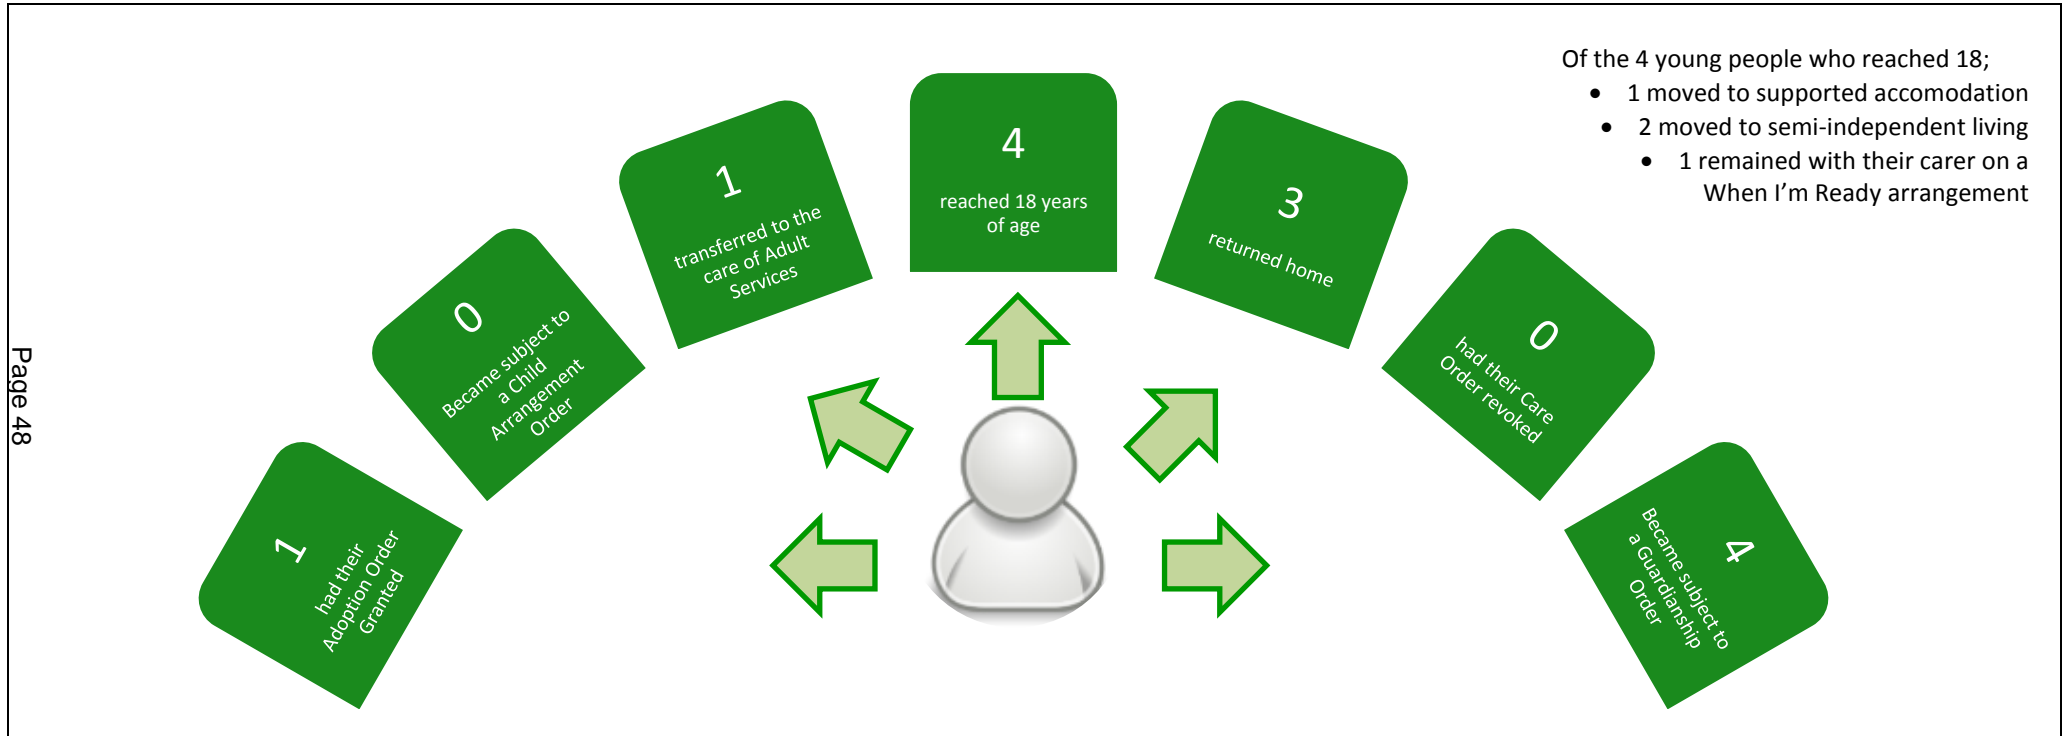 Of the 4 young people who reached 18;
• 1 moved to supported accomodation
• 2 moved to semi-independent living
• 1 remained with their carer on a
When I'm Ready arrangement
1
had their
Adoption Order
Granted
0
Became subject to
a Child
Arrangement
Order
1
transferred to the
care of Adult
Services
4
reached 18 years
of age
3
returned home
0
had their Care
Order revoked
4
Became subject to
a Guardianship
Order
Page 48